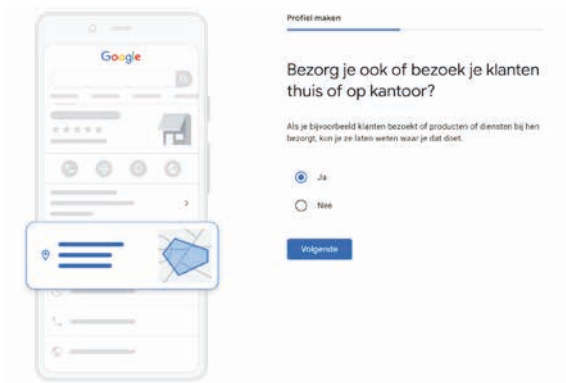 Google
Profiel maken
Bezorg je ook of bezoek je klanten
thuis of op kantoor?
Als je bijvoorbeeld klanten bezoekt of producten of diensten bij hen
bezorgt, kun je ze laten weten waar je dat doet.
Ja
Nee
Volgende